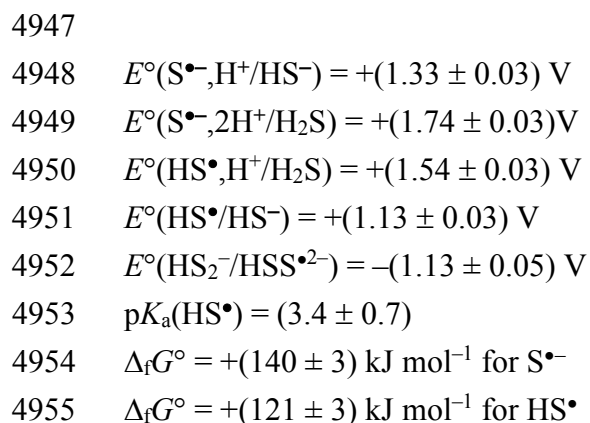 4947
4948 E°(S•⁻,H⁺/HS⁻) = +(1.33 ± 0.03) V
4949 E°(S•⁻,2H⁺/H₂S) = +(1.74 ± 0.03)V
4950 E°(HS•,H⁺/H₂S) = +(1.54 ± 0.03) V
4951 E°(HS•/HS⁻) = +(1.13 ± 0.03) V
4952 E°(HS₂⁻/HSS•²⁻) = –(1.13 ± 0.05) V
4953 pKₐ(HS•) = (3.4 ± 0.7)
4954 ΔfG° = +(140 ± 3) kJ mol⁻¹ for S•⁻
4955 ΔfG° = +(121 ± 3) kJ mol⁻¹ for HS•